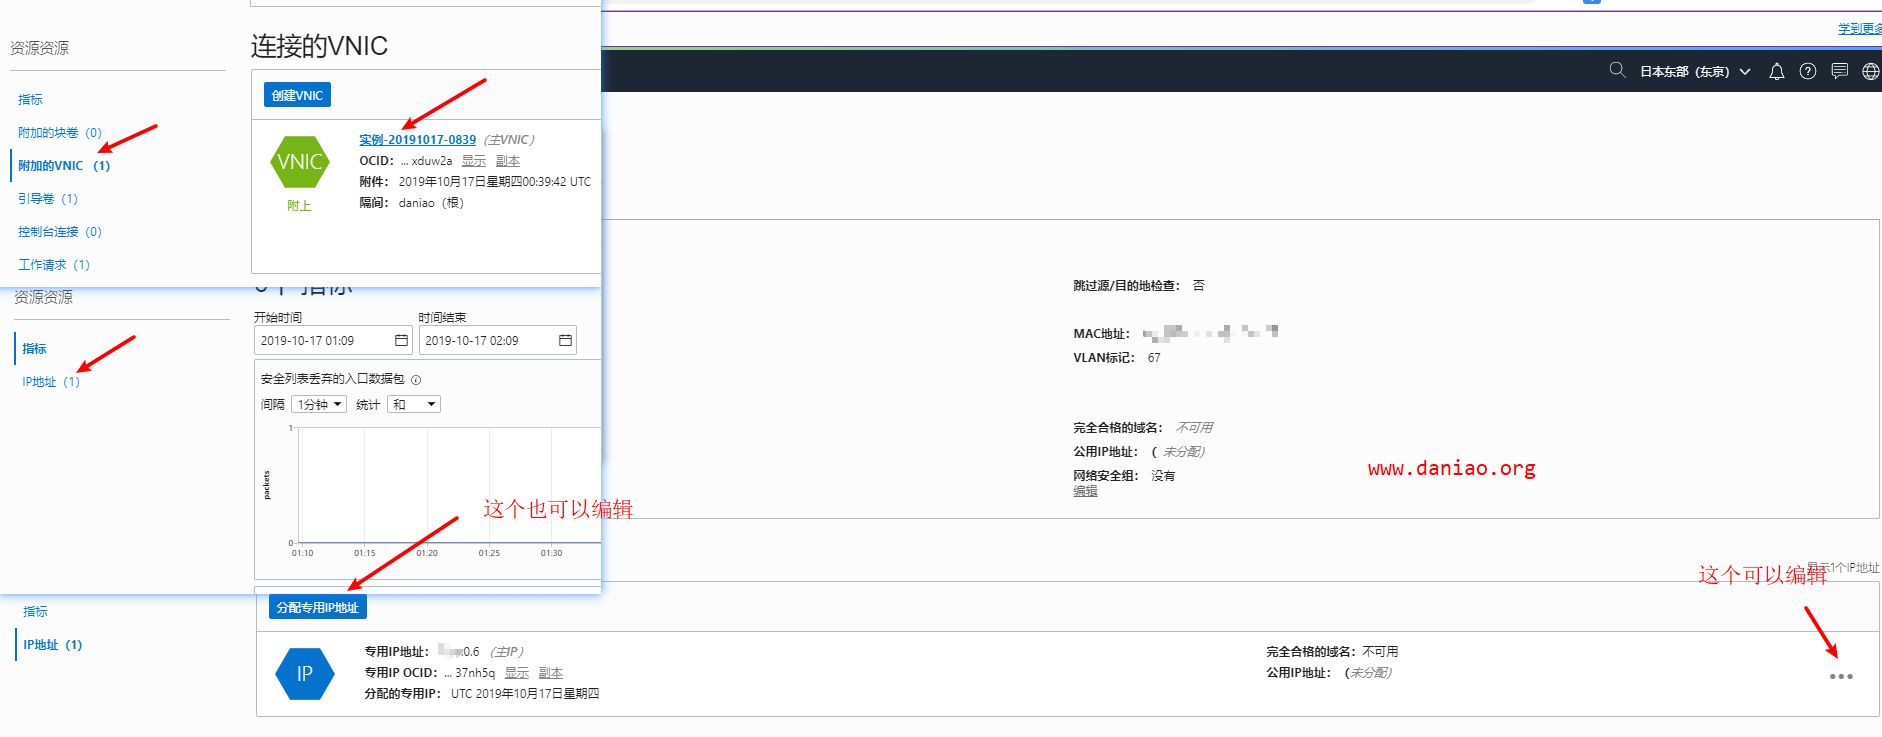 学到更多
日本东部（东京）
资源资源
指标
附加的块卷（0）
附加的VNIC （1）
引导卷（1）
控制台连接（0）
工作请求（1）
连接的VNIC
创建VNIC
VNIC
附上
实例-20191017-0839（主VNIC）
OCID： ... xduw2a 显示 副本
附件： 2019年10月17日星期四00:39:42 UTC
隔间： daniao（根）
资源资源
指标
IP地址（1）
开始时间
时间结束
2019-10-17 01:09
2019-10-17 02:09
安全列表丢弃的入口数据包
间隔 1分钟 统计 和
1
packets
0
01:10 01:15 01:20 01:25 01:30
跳过源/目的地检查： 否
MAC地址：
VLAN标记： 67
完全合格的域名： 不可用
公用IP地址： （ 未分配）
网络安全组： 没有
编辑
www.daniao.org
这个也可以编辑
这个可以编辑
显示1个IP地址
指标
IP地址（1）
分配专用IP地址
IP
专用IP地址： 0.6 （主IP）
专用IP OCID： ... 37nh5q 显示 副本
分配的专用IP： UTC 2019年10月17日星期四
完全合格的域名：不可用
公用IP地址： （未分配）